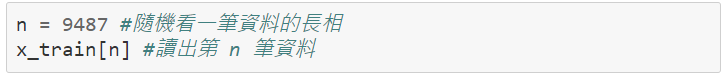 n = 9487 #隨機看一筆資料的長相
x_train[n] #讀出第 n 筆資料